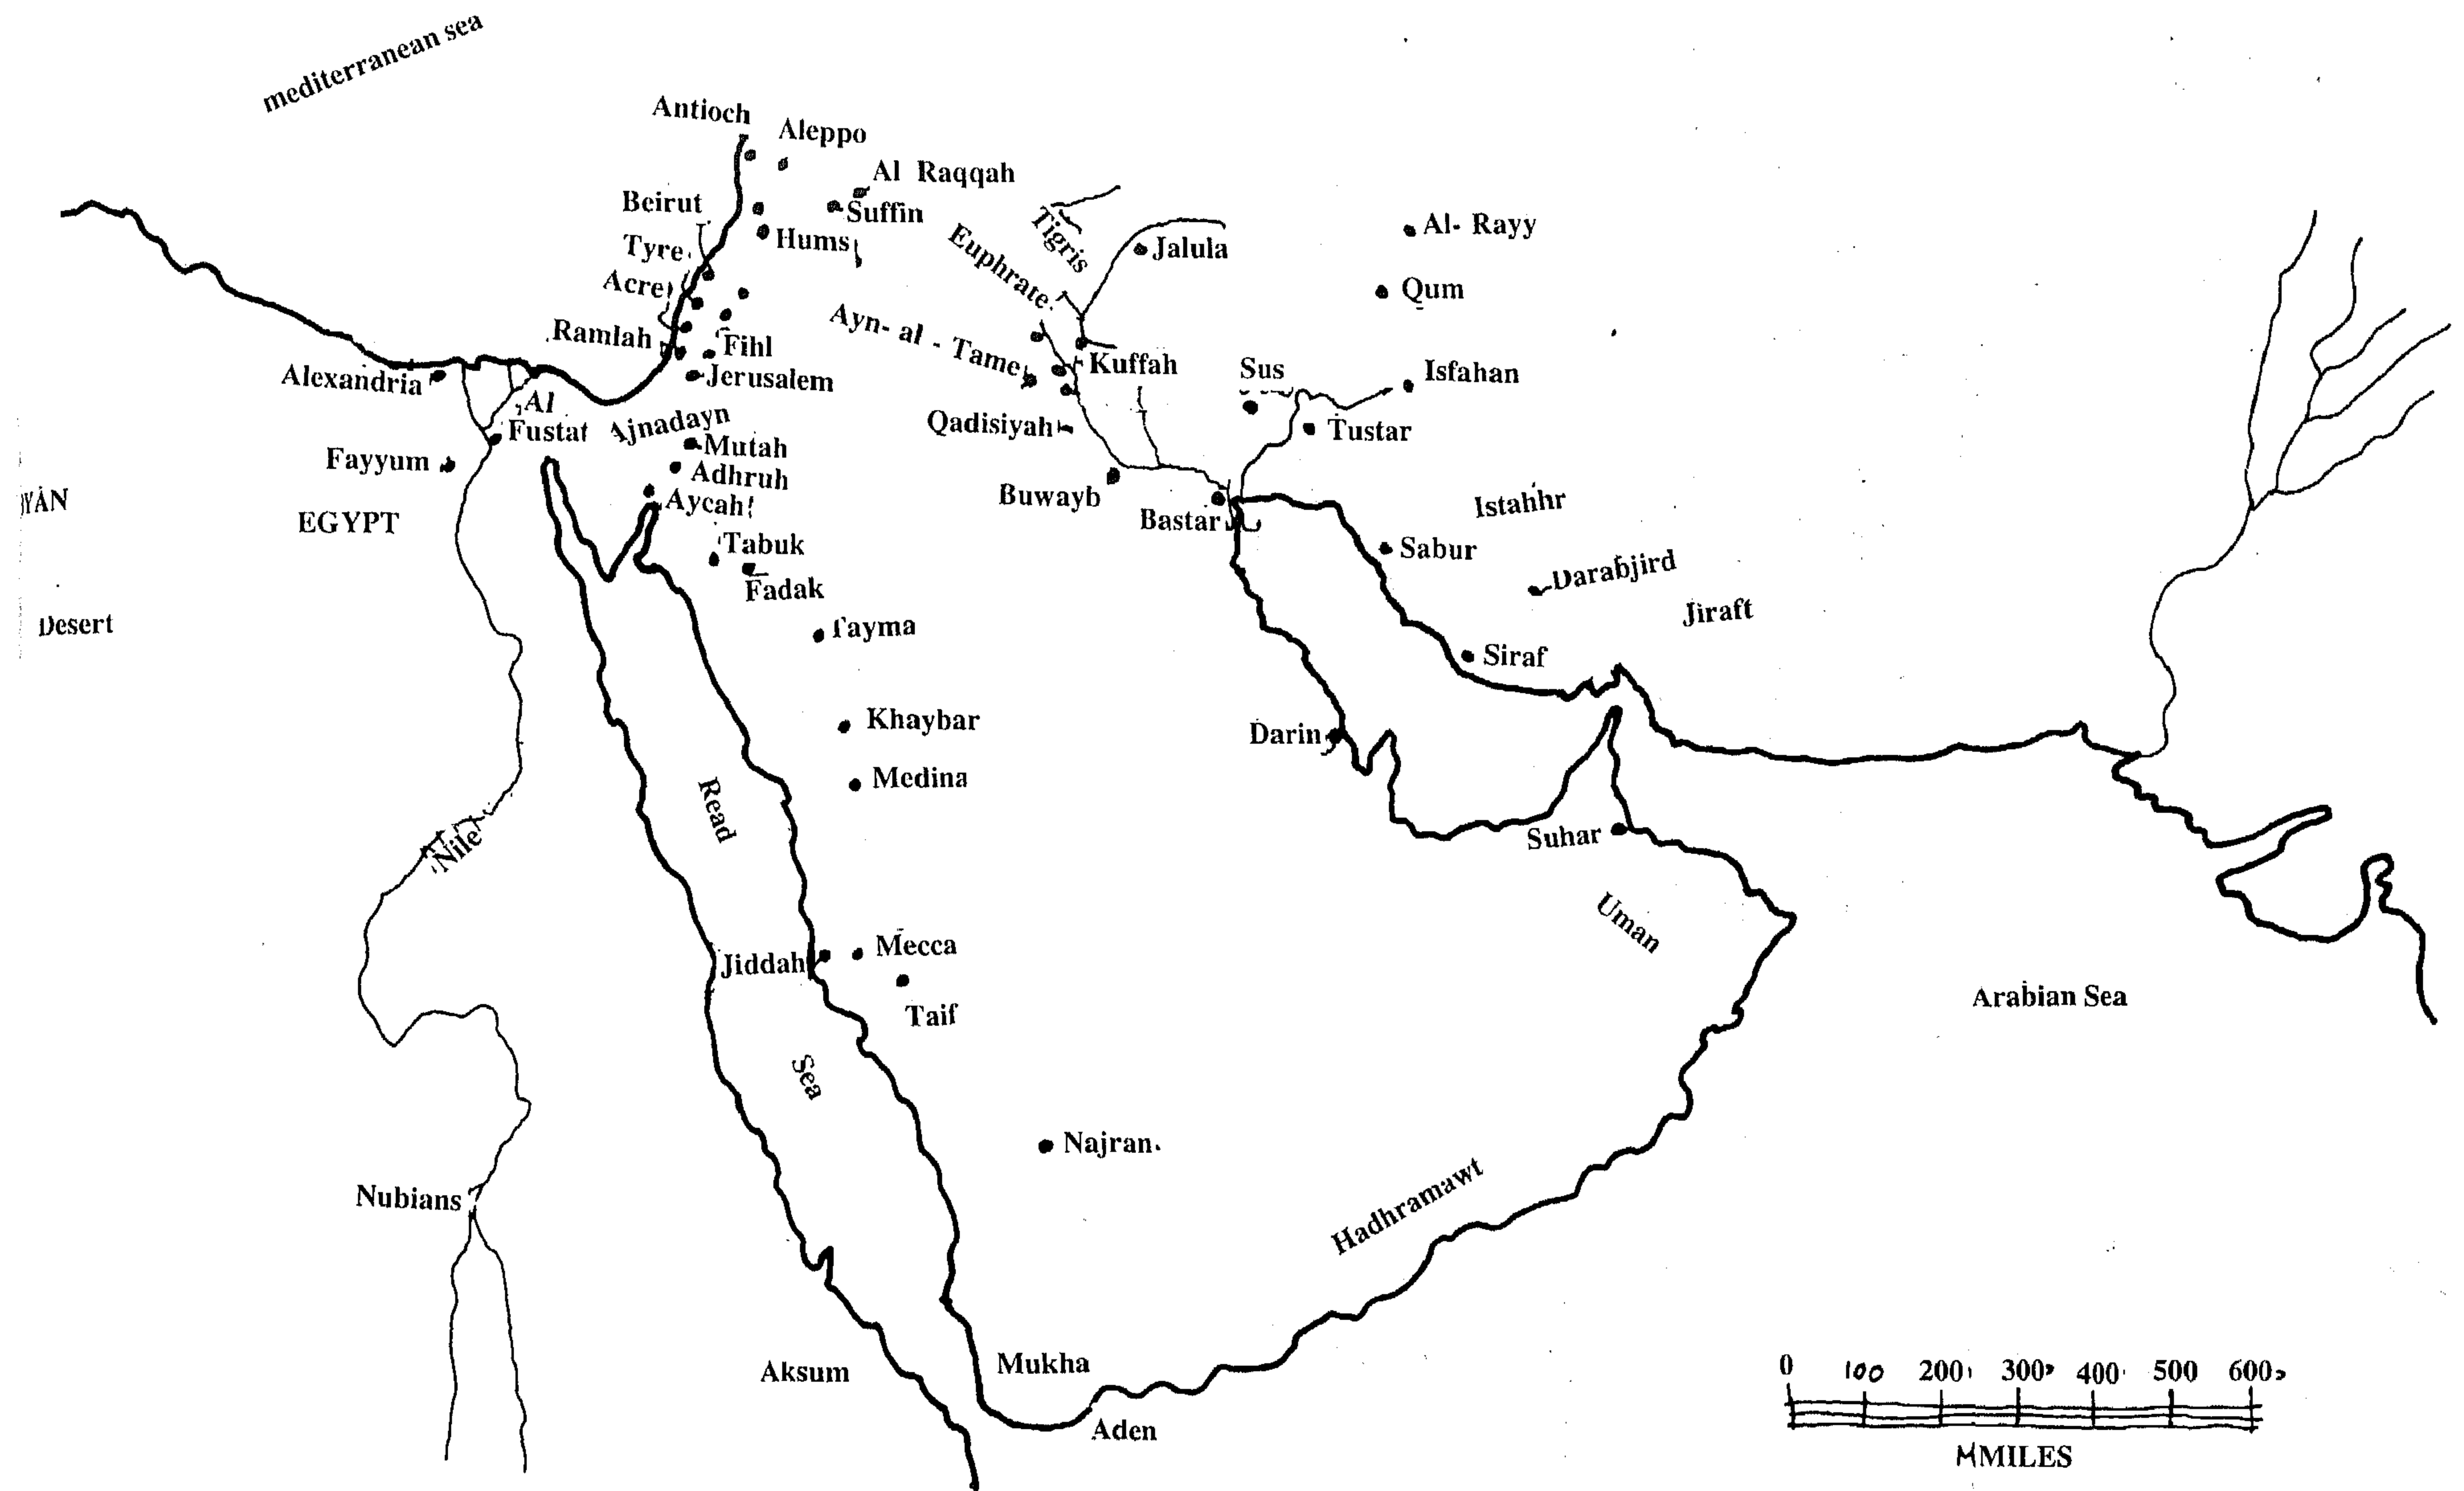 mediterranean sea
Antioch
Aleppo
Al Raqqah
Suffin
Beirut
Hums
Tyre
Acre
Ramlah
Fihl
Jerusalem
Tigris
Euphrate
Jalula
Al- Rayy
Qum
Ayn- al - Tame
Kuffah
Sus
Isfahan
Tustar
Alexandria
Al
Fustat
Ajnadayn
Mutah
Qadisiyah
Fayyum
Adhruh
Aycah
Buwayb
Bastar
Istahhr
YAN
EGYPT
Tabuk
Fadak
Sabur
Darabjird
Jiraft
Desert
Tayma
Siraf
Khaybar
Darin
Medina
Read
Sea
Nile
Suhar
Uman
Jiddah
Mecca
Taif
Arabian Sea
Najran.
Nubians
Hadhramawt
Aksum
Mukha
Aden
0 100 200 300 400 500 600
MMILES